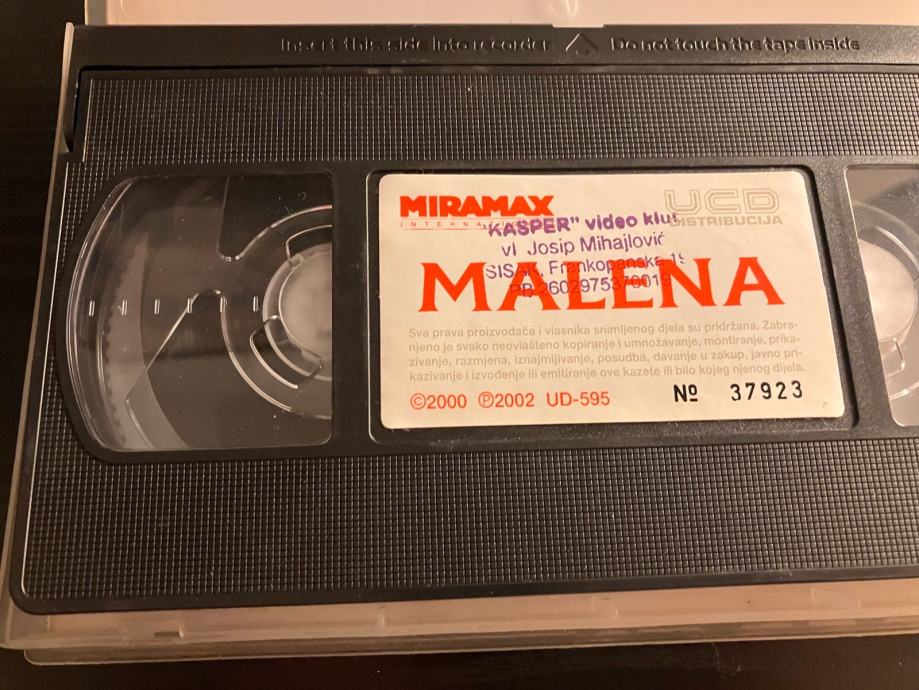 Insert this side into recorder. Do not touch the tape inside
MIRAMAX
INTERNATIONAL
UCD
DISTRIBUCIJA
"KASPER" video klub
vl Josip Mihajlović
SISAK, Frankopanska
MALENA
Sva prava proizvođača i vlasnika snimljenog djela su pridržana. Zabra-
njeno je svako neovlašteno kopiranje i umnožavanje, montiranje, prika-
zivanje, razmjena, iznajmljivanje, posudba, davanje u zakup, javno pri-
kazivanje i izvođenje ili emitiranje ove kazete ili bilo kojeg njenog dijela.
©2000 ℗2002 UD-595
Nº 37923